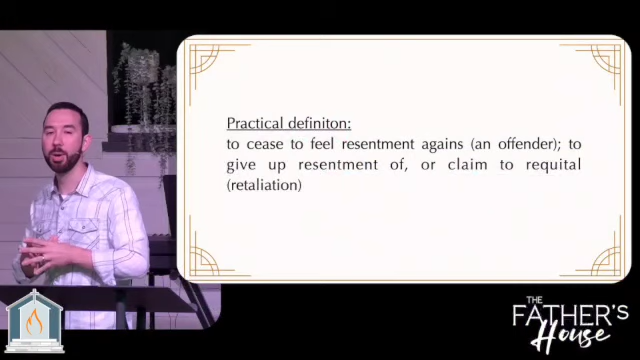 Practical definiton:
to cease to feel resentment agains (an offender); to
give up resentment of, or claim to requital
(retaliation)
THE
FATHER'S
House